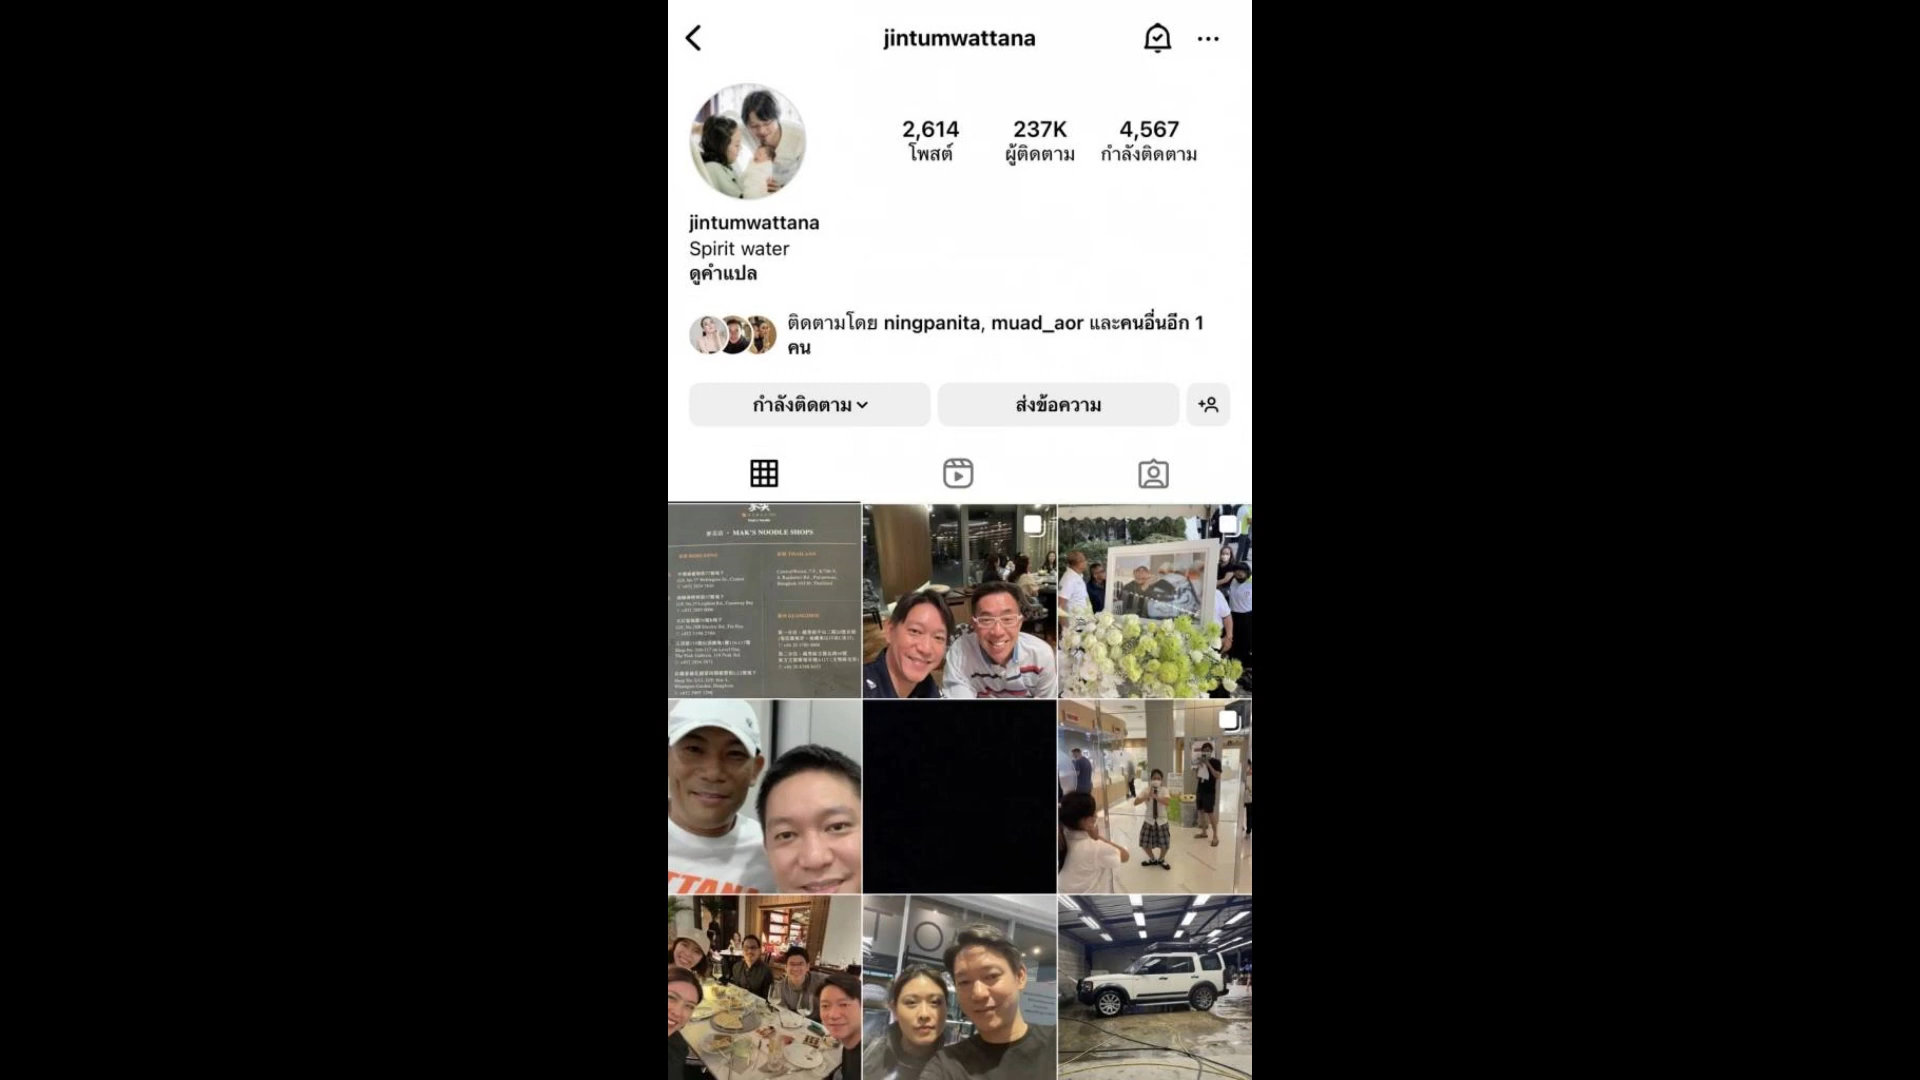 jintumwattana
2,614
237K
4,567
โพสต์
ผู้ติดตาม
กำลังติดตาม
jintumwattana
Spirit water
ดูคำแปล
ติดตามโดย ningpanita, muad_aor และคนอื่นอีก 1
คน
กำลังติดตาม
ส่งข้อความ
MAK'S NOODLE SHOPS
TO